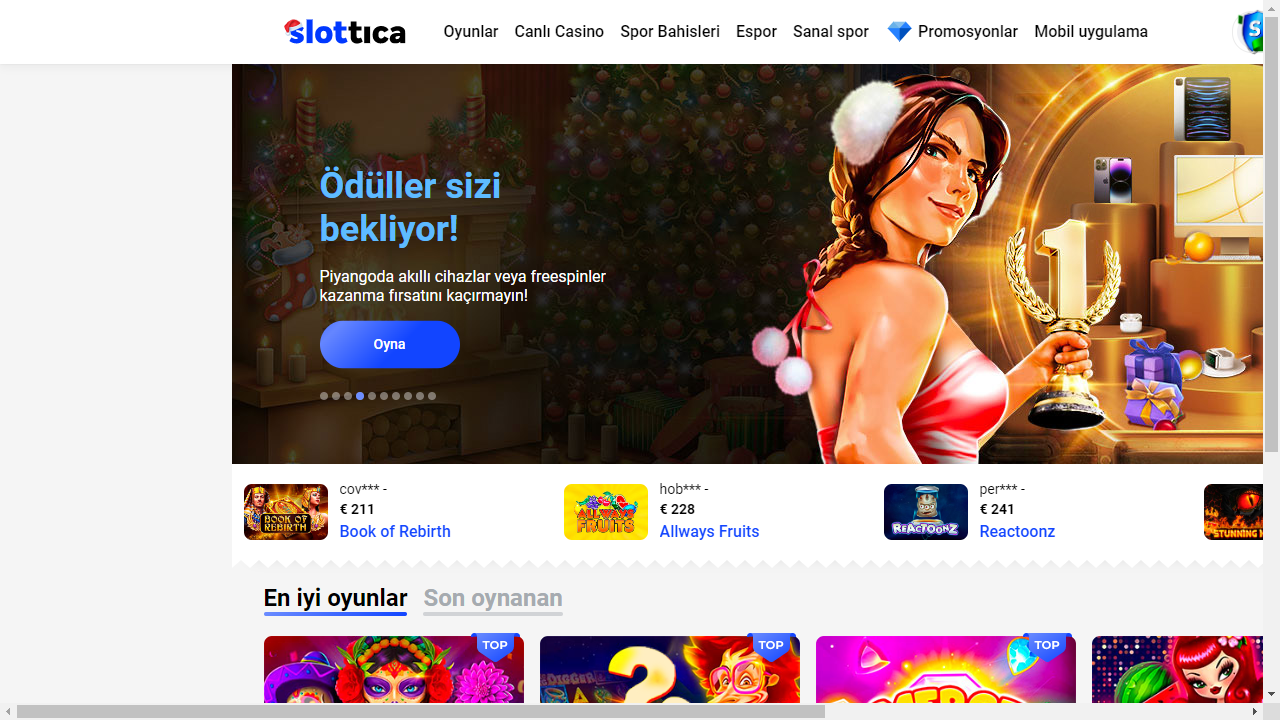 slottica
Oyunlar Canlı Casino Spor Bahisleri Espor Sanal spor Promosyonlar Mobil uygulama
S
Ödüller sizi
bekliyor!
Piyangoda akıllı cihazlar veya freespinler
kazanma fırsatını kaçırmayın!
Oyna
1
cov*** -
€ 211
Book of Rebirth
BOOK OF
REBIRTH
hob*** -
€ 228
Allways Fruits
ALLWAYS
FRUITS
per*** -
€ 241
Reactoonz
REACTOONZ
STUNNING
En iyi oyunlar Son oynanan
TOP
TOP
TOP
DIGGER
?